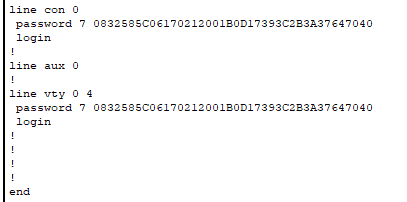 line con 0
password 7 0832585C06170212001B0D17393C2B3A37647040
login
!
line aux 0
!
line vty 0 4
password 7 0832585C06170212001B0D17393C2B3A37647040
login
!
!
!
!
end